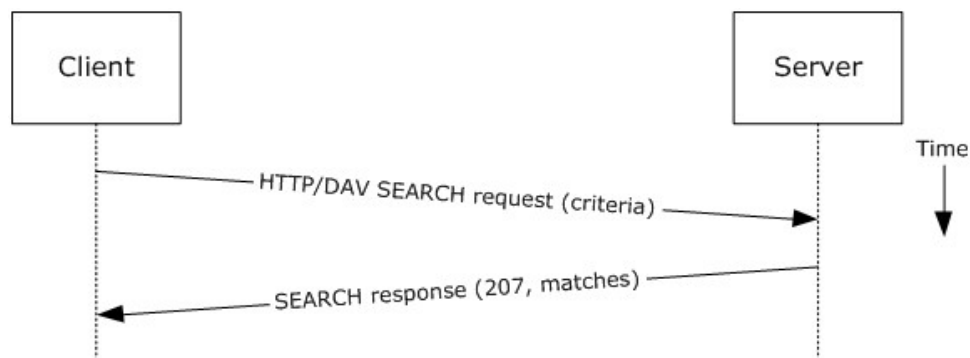 Client
Server
Time
HTTP/DAV SEARCH request (criteria)
SEARCH response (207, matches)